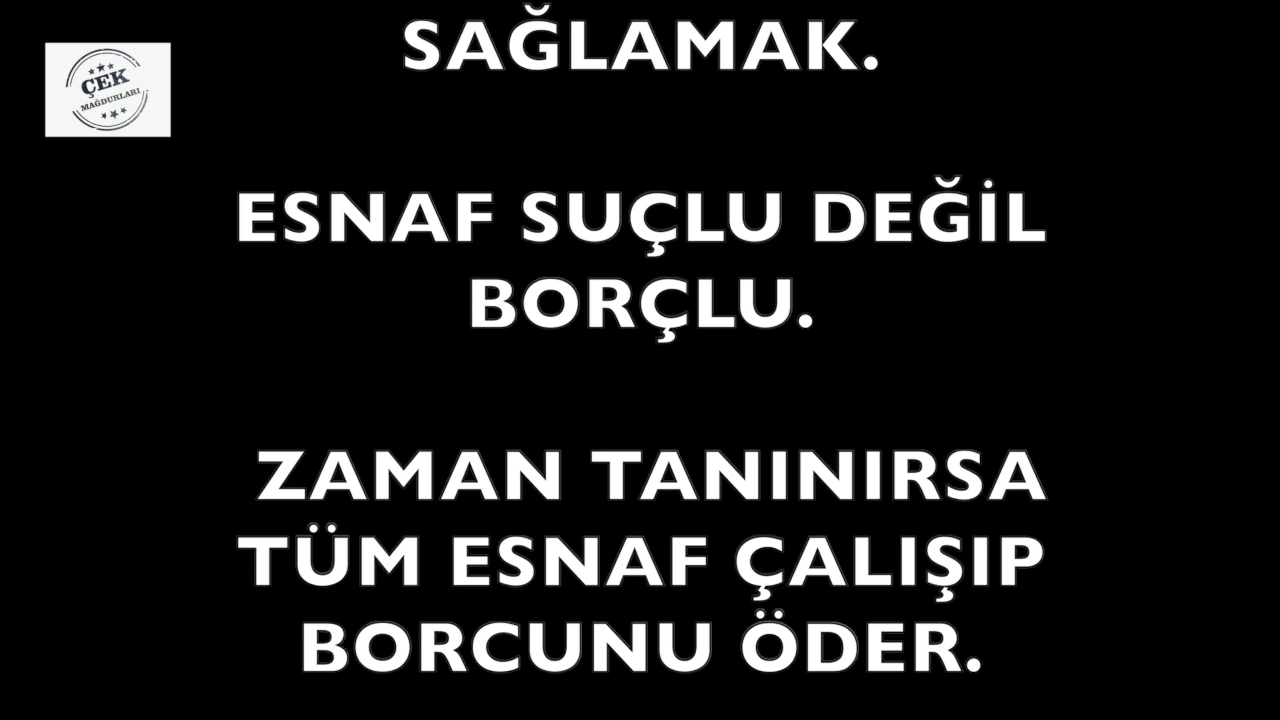 SAĞLAMAK.
ÇEK
MAĞDURLARI
ESNAF SUÇLU DEĞİL
BORÇLU.
ZAMAN TANINIRSA
TÜM ESNAF ÇALIŞIP
BORCUNU ÖDER.